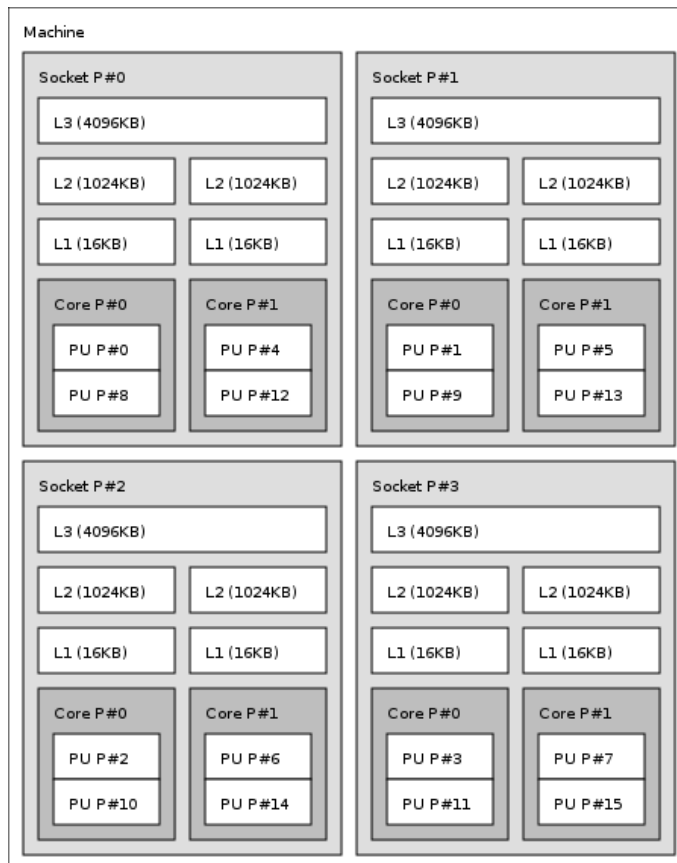 Machine
Socket P#0
L3 (4096KB)
L2 (1024KB) L2 (1024KB)
L1 (16KB) L1 (16KB)
Core P#0 Core P#1
PU P#0 PU P#4
PU P#8 PU P#12
Socket P#1
L3 (4096KB)
L2 (1024KB) L2 (1024KB)
L1 (16KB) L1 (16KB)
Core P#0 Core P#1
PU P#1 PU P#5
PU P#9 PU P#13
Socket P#2
L3 (4096KB)
L2 (1024KB) L2 (1024KB)
L1 (16KB) L1 (16KB)
Core P#0 Core P#1
PU P#2 PU P#6
PU P#10 PU P#14
Socket P#3
L3 (4096KB)
L2 (1024KB) L2 (1024KB)
L1 (16KB) L1 (16KB)
Core P#0 Core P#1
PU P#3 PU P#7
PU P#11 PU P#15